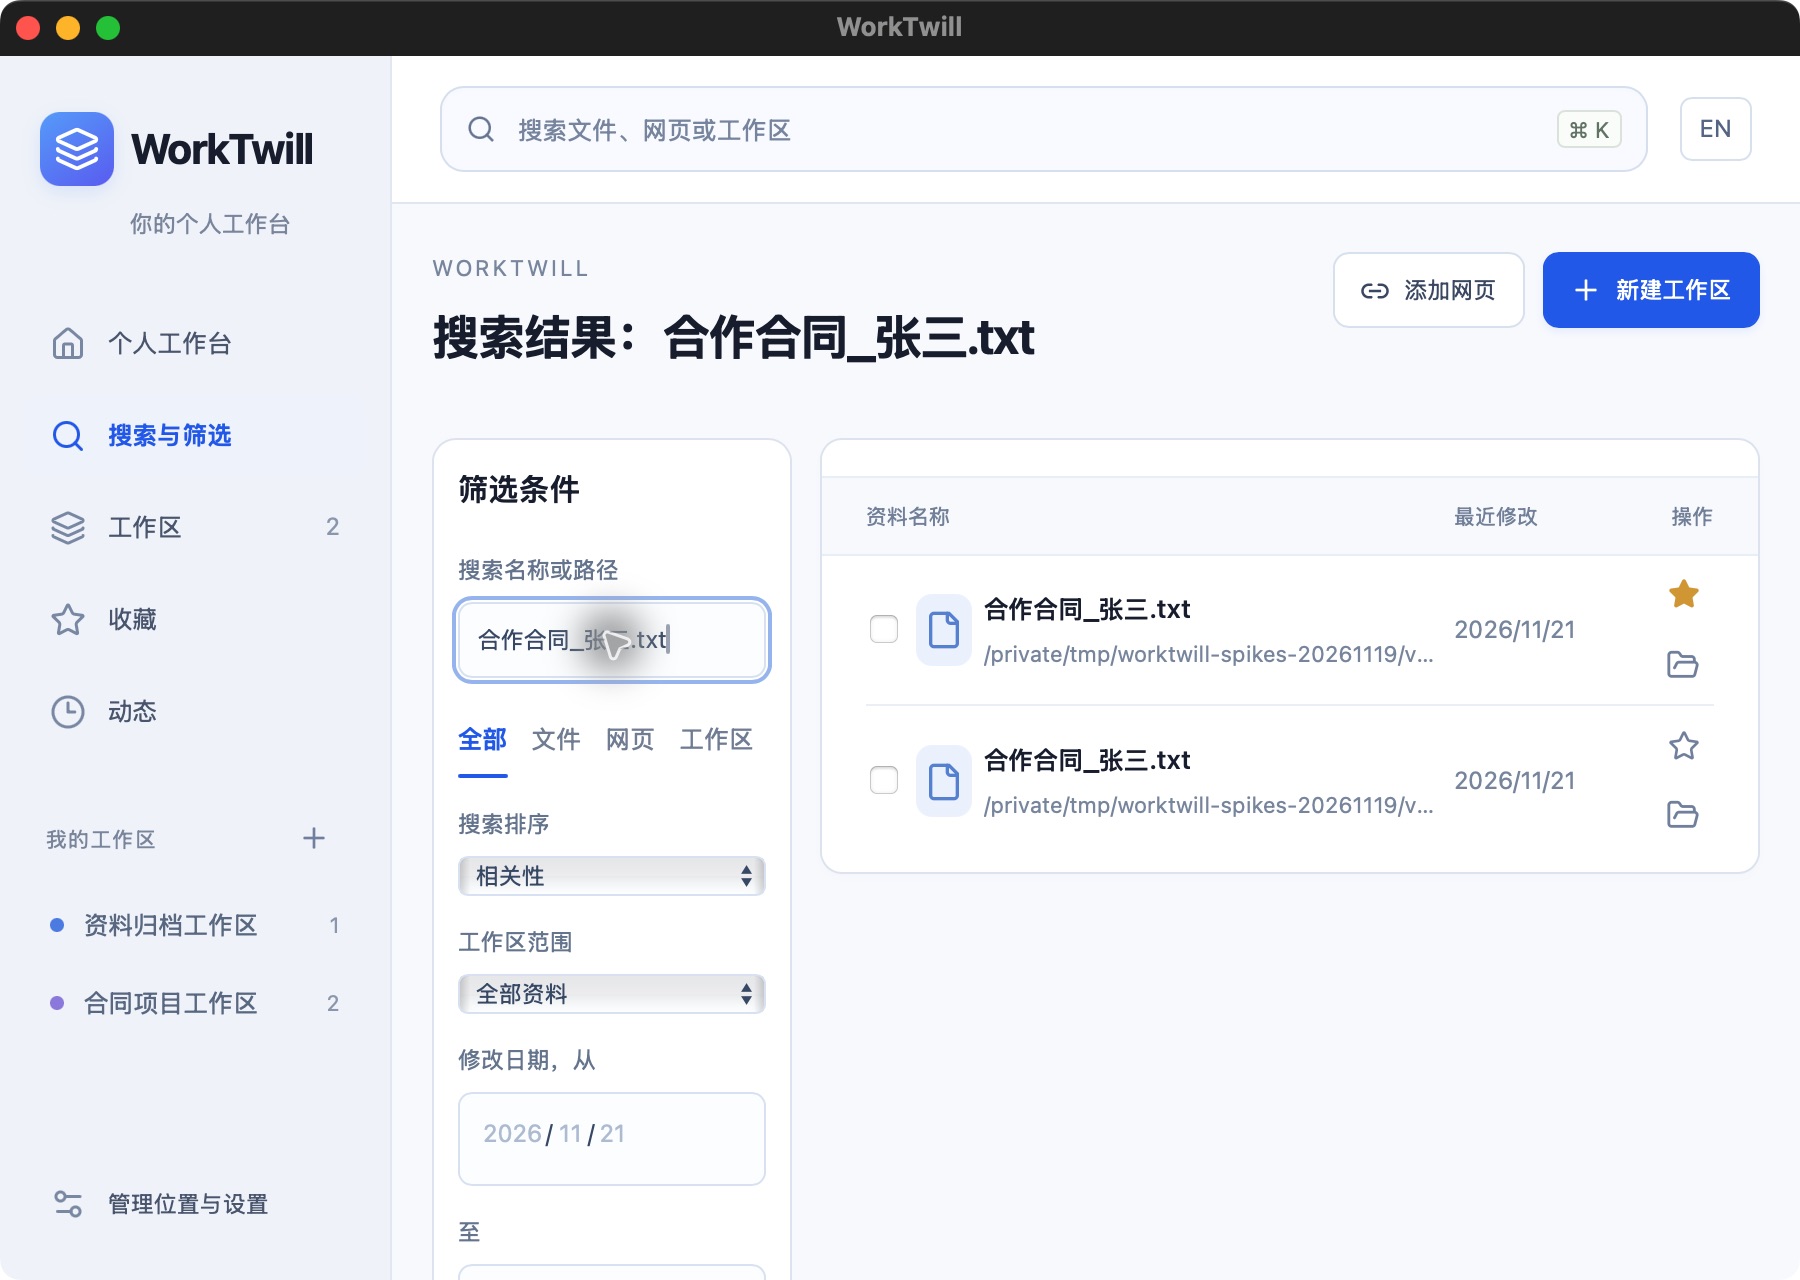 WorkTwill
WorkTwill
你的个人工作台
个人工作台
搜索与筛选
工作区 2
收藏
动态
我的工作区
资料归档工作区 1
合同项目工作区 2
管理位置与设置
搜索文件、网页或工作区 ⌘ K
EN
WORKTWILL
搜索结果：合作合同_张三.txt
添加网页
新建工作区
筛选条件
搜索名称或路径
合作合同_张三.txt
全部 文件 网页 工作区
搜索排序
相关性
工作区范围
全部资料
修改日期，从
2026/11/21
至
资料名称 最近修改 操作
合作合同_张三.txt
/private/tmp/worktwill-spikes-20261119/v...
2026/11/21
合作合同_张三.txt
/private/tmp/worktwill-spikes-20261119/v...
2026/11/21